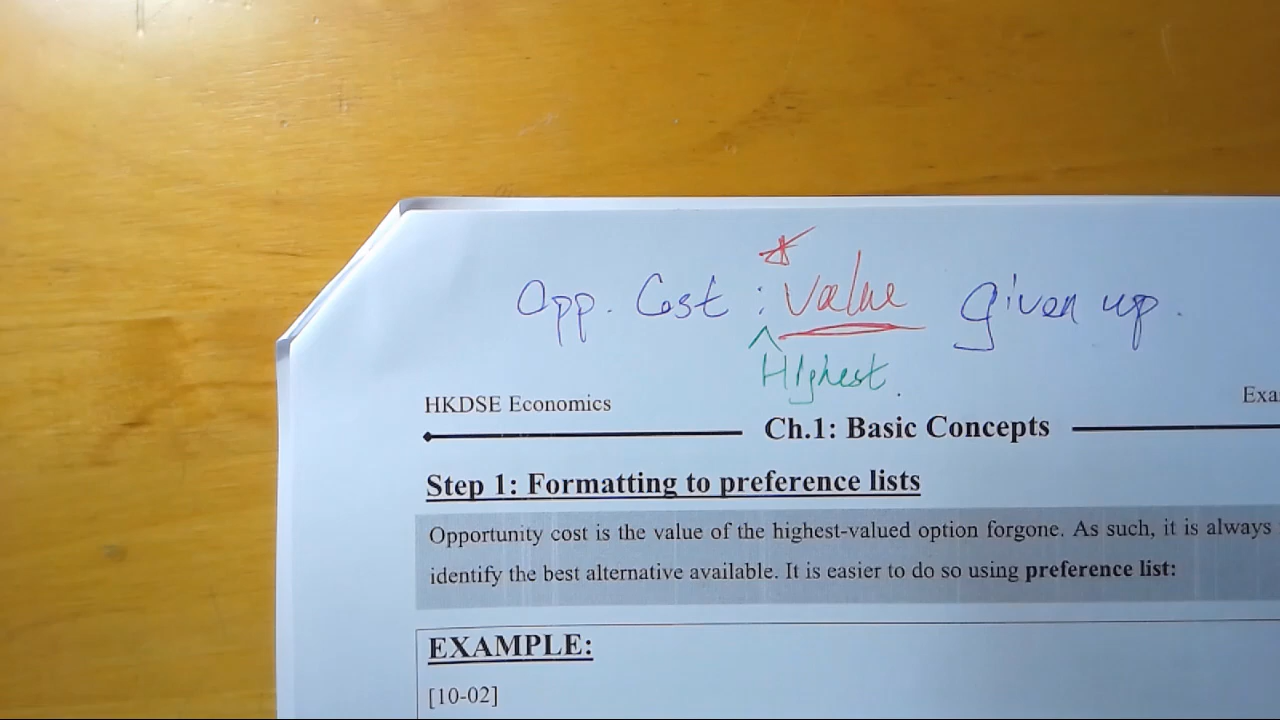 Opp. Cost : Value given up.
Highest.
HKDSE Economics
Exa
Ch.1: Basic Concepts
Step 1: Formatting to preference lists
Opportunity cost is the value of the highest-valued option forgone. As such, it is always
identify the best alternative available. It is easier to do so using preference list:
EXAMPLE:
[10-02]